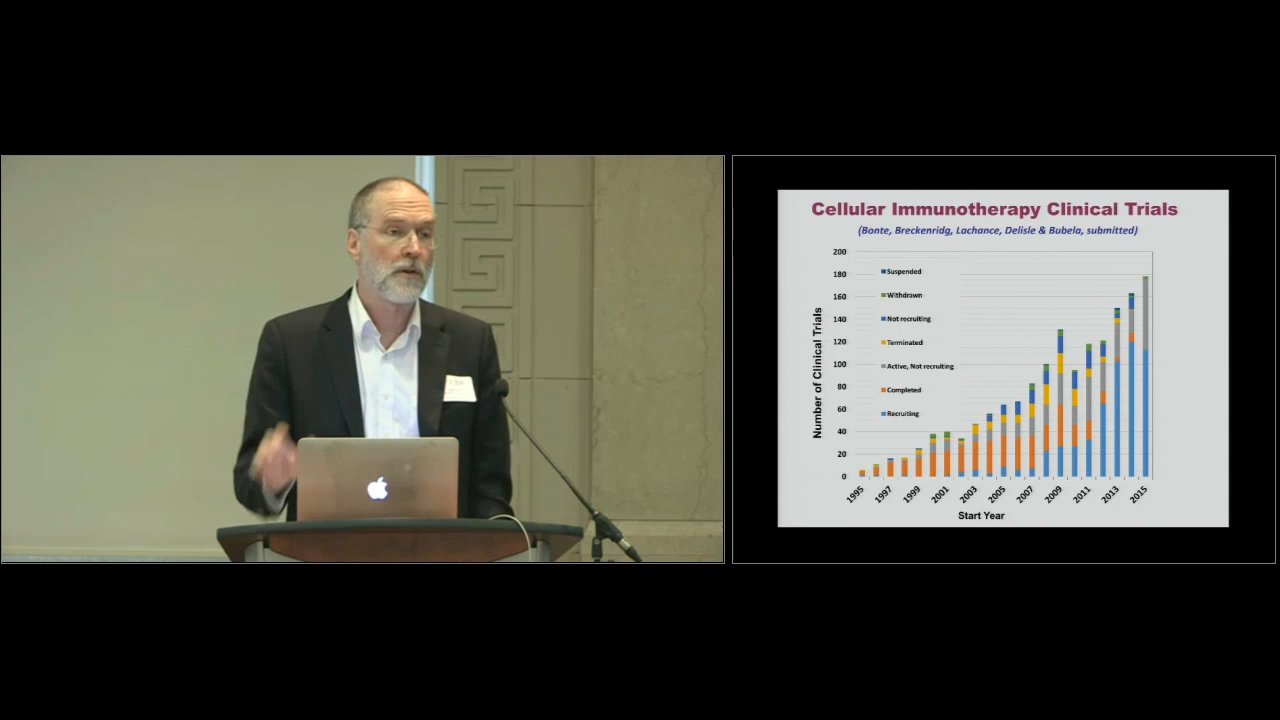 Cellular Immunotherapy Clinical Trials
(Bonte, Breckenridg, Lachance, Delisle & Bubela, submitted)
200
180
160
140
120
100
80
60
40
20
0
Number of Clinical Trials
Suspended
Withdrawn
Not recruiting
Terminated
Active, Not recruiting
Completed
Recruiting
1995
1997
1999
2001
2003
2005
2007
2009
2011
2013
2015
Start Year